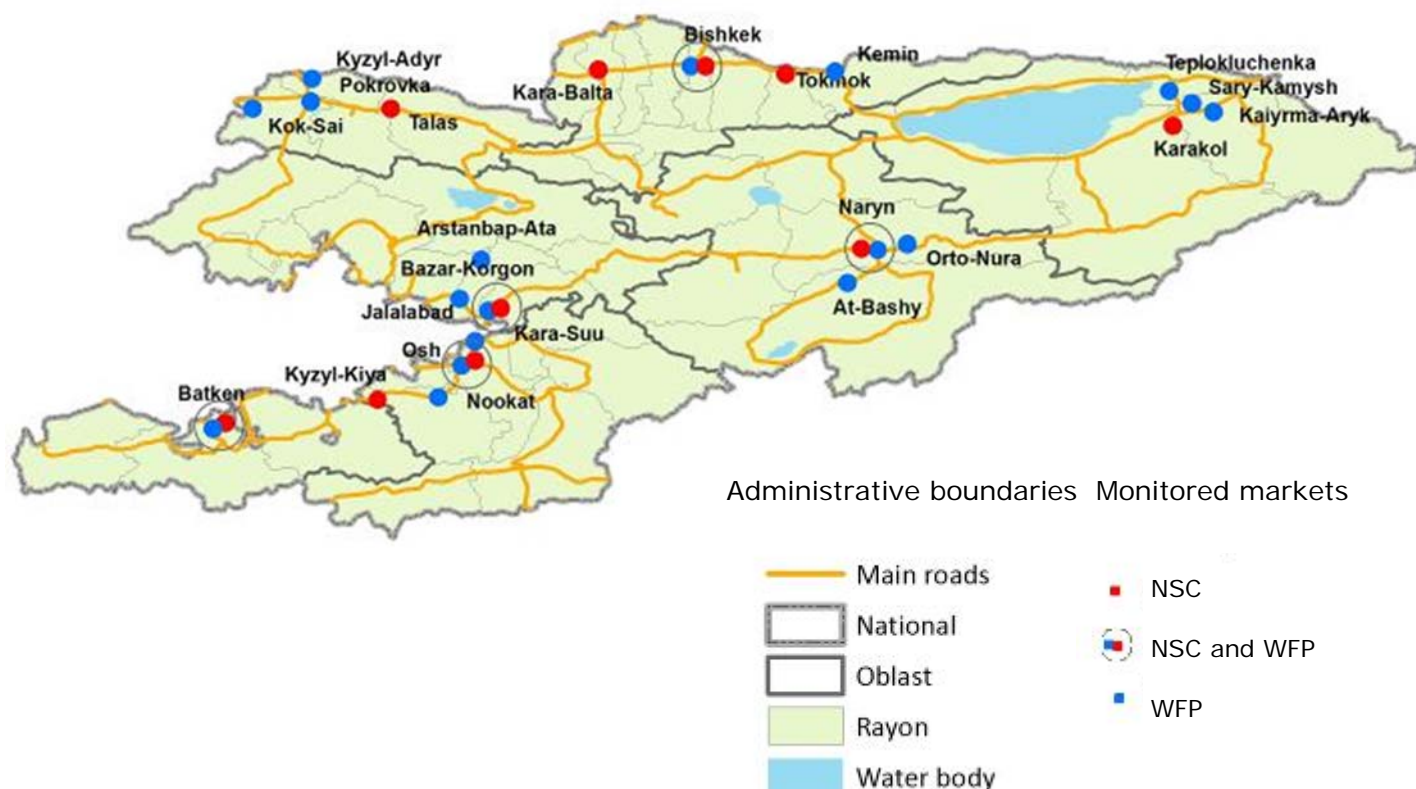 Bishkek
Kyzyl-Adyr
Kemin
Pokrovka
Teplokluchenka
Kara-Balta
Tokmok
Sary-Kamysh
Kok-Sai
Talas
Kaiyrma-Aryk
Karakol
Naryn
Arstanbap-Ata
Orto-Nura
Bazar-Korgon
Jalalabad
At-Bashy
Kara-Suu
Osh
Kyzyl-Kiya
Batken
Nookat
Administrative boundaries Monitored markets
Main roads
NSC
National
NSC and WFP
Oblast
WFP
Rayon
Water body